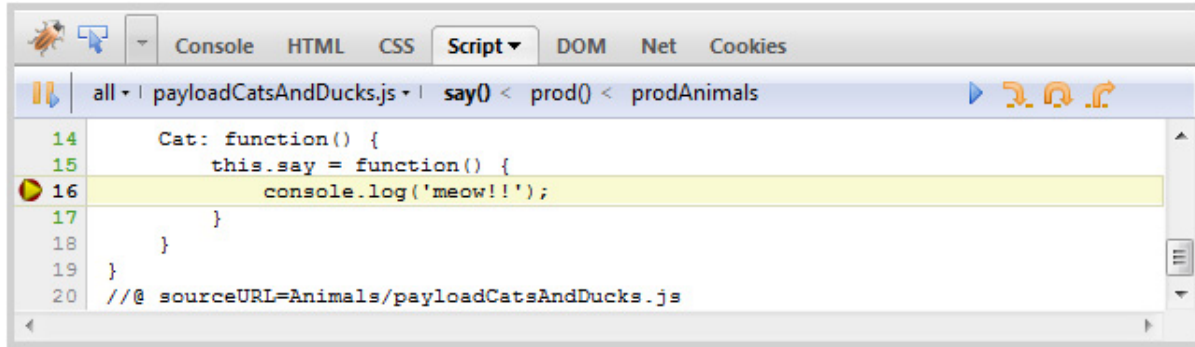 Console HTML CSS Script DOM Net Cookies
all payloadCatsAndDucks.js say() < prod() < prodAnimals
14 Cat: function() {
15 this.say = function() {
16 console.log('meow!!');
17 }
18 }
19 }
20 //@ sourceURL=Animals/payloadCatsAndDucks.js